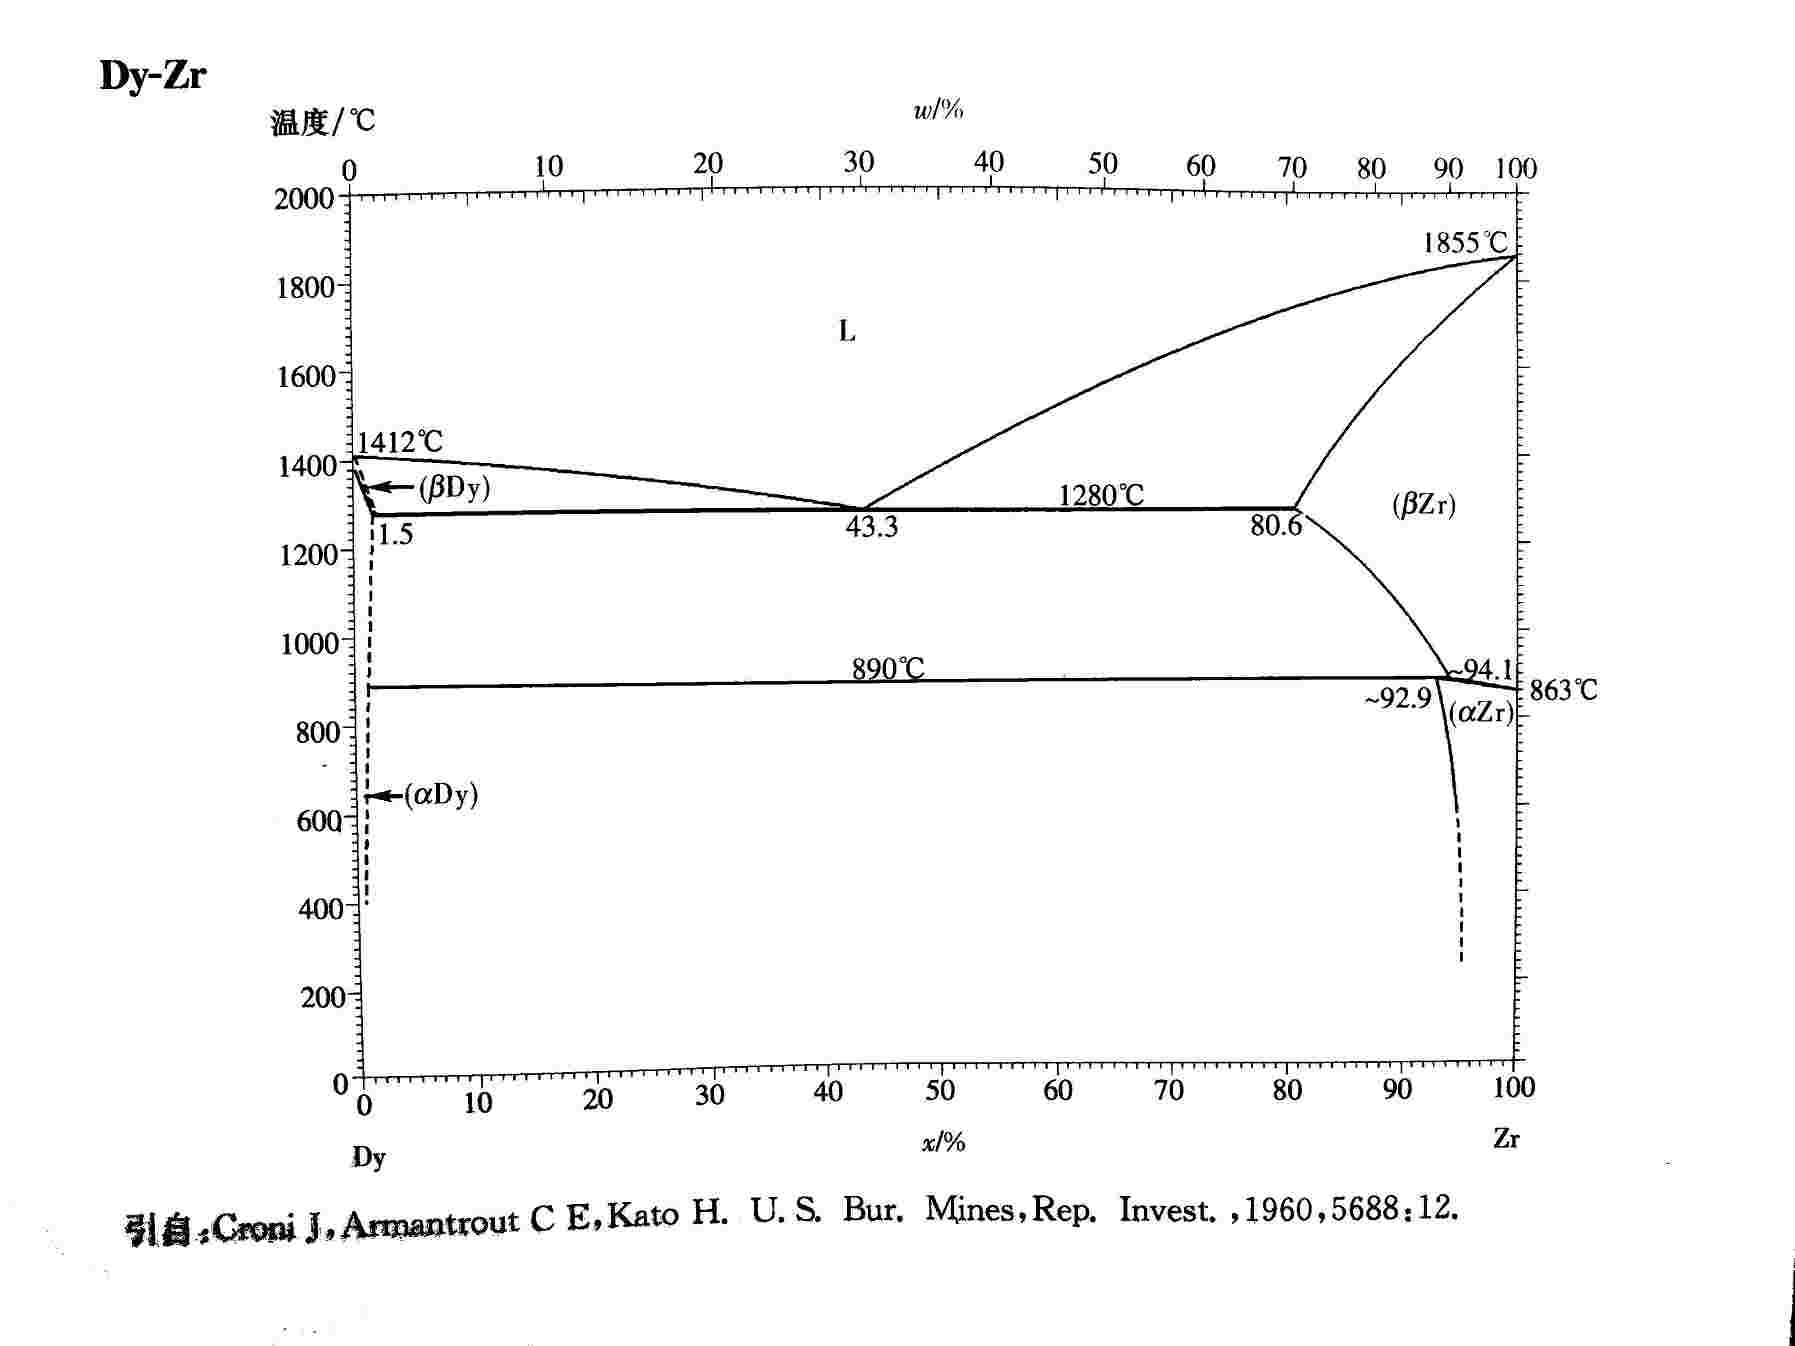 Dy-Zr
温度/℃
w/%
0 10 20 30 40 50 60 70 80 90 100
2000
1855℃
1800
L
1600
1412℃
1400
(βDy)
1280℃
(βZr)
1.5
43.3
80.6
1200
1000
890℃
~94.1
863℃
~92.9
(αZr)
800
(αDy)
600
400
200
0
0 10 20 30 40 50 60 70 80 90 100
Dy
x/%
Zr
引自:Croni J,Armantrout C E,Kato H. U. S. Bur. Mines,Rep. Invest. ,1960,5688:12.